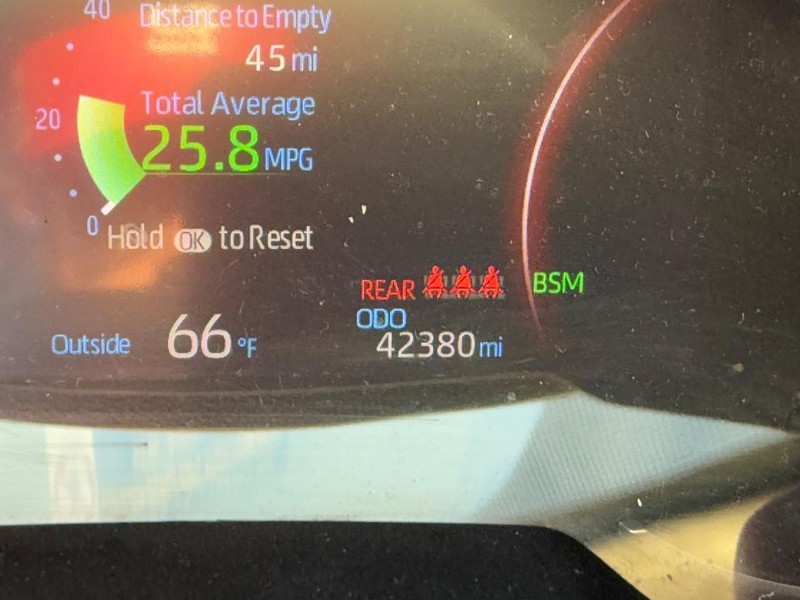 40
Distance to Empty
45 mi
Total Average
20
25.8 MPG
0
Hold OK to Reset
REAR
BSM
ODO
Outside 66 °F
42380 mi